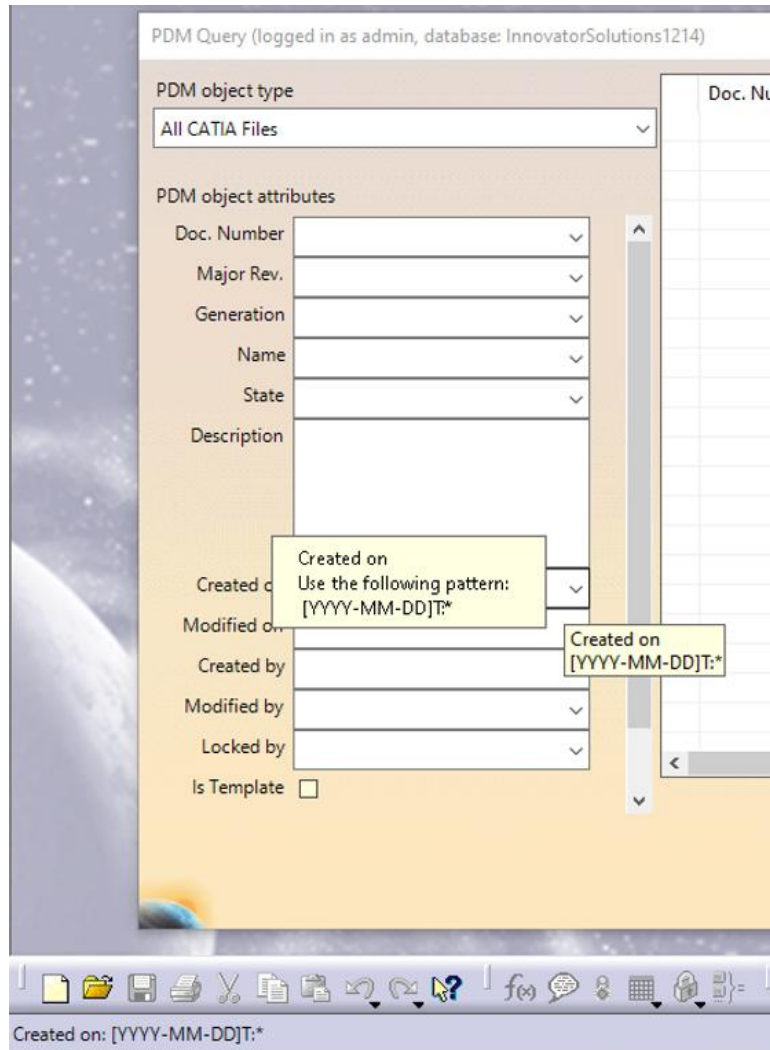 PDM Query (logged in as admin, database: InnovatorSolutions1214)
PDM object type
All CATIA Files
Doc. Nu
PDM object attributes
Doc. Number
Major Rev.
Generation
Name
State
Description
Created on
Use the following pattern:
[YYYY-MM-DD]T:*
Created o
Modified on
Created on
[YYYY-MM-DD]T:*
Created by
Modified by
Locked by
Is Template
f(x)
Created on: [YYYY-MM-DD]T:*